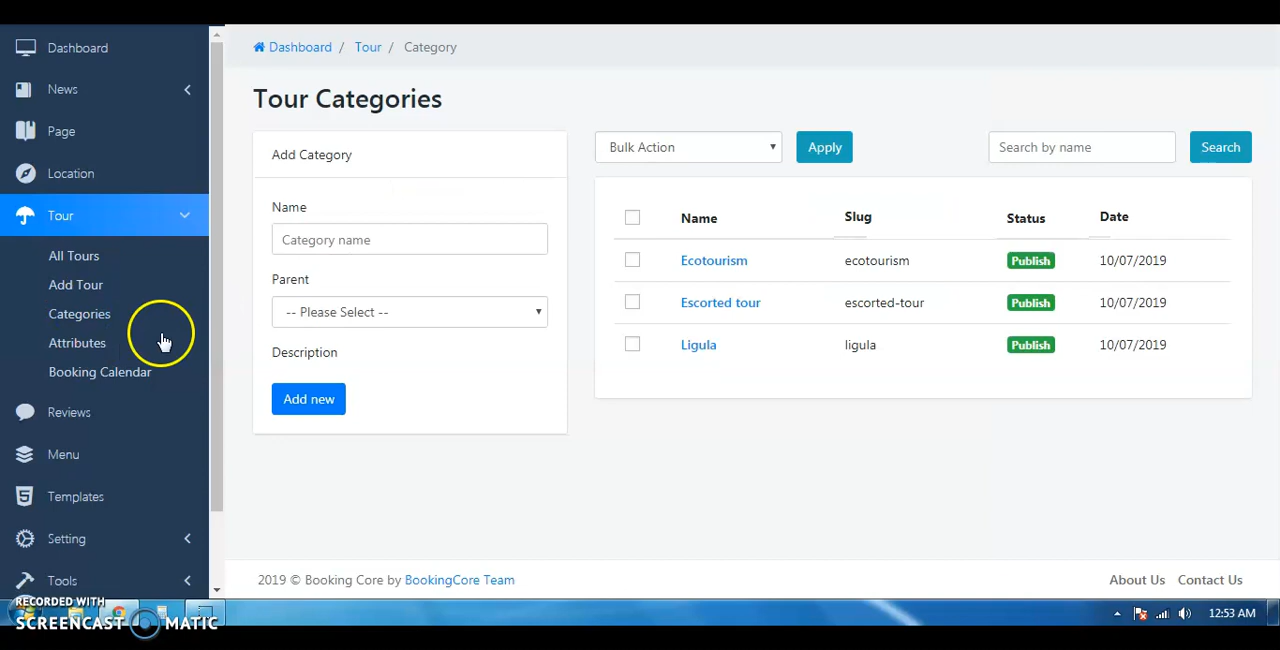 Dashboard
News
Page
Location
Tour
All Tours
Add Tour
Categories
Attributes
Booking Calendar
Reviews
Menu
Templates
Setting
Tools
Dashboard / Tour / Category
Tour Categories
Add Category
Name
Category name
Parent
-- Please Select --
Description
Add new
Bulk Action
Apply
Search by name
Search
Name Slug Status Date
Ecotourism ecotourism Publish 10/07/2019
Escorted tour escorted-tour Publish 10/07/2019
Ligula ligula Publish 10/07/2019
2019 © Booking Core by BookingCore Team
About Us Contact Us
RECORDED WITH
SCREENCAST MATIC
12:53 AM